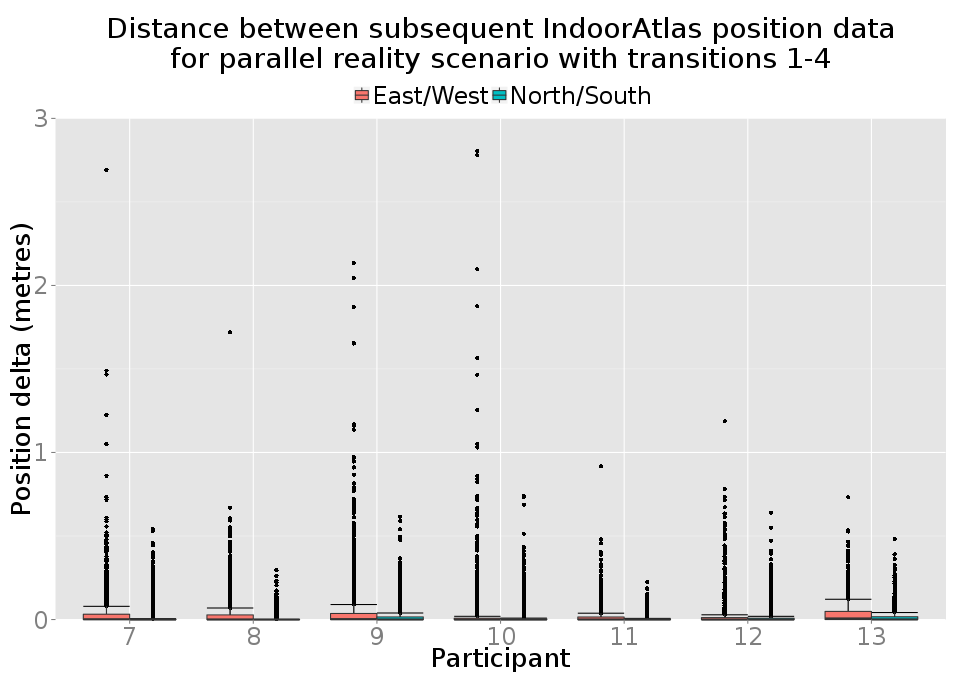 Distance between subsequent IndoorAtlas position data
for parallel reality scenario with transitions 1-4
East/West North/South
Position delta (metres)
3
2
1
0
7 8 9 10 11 12 13
Participant